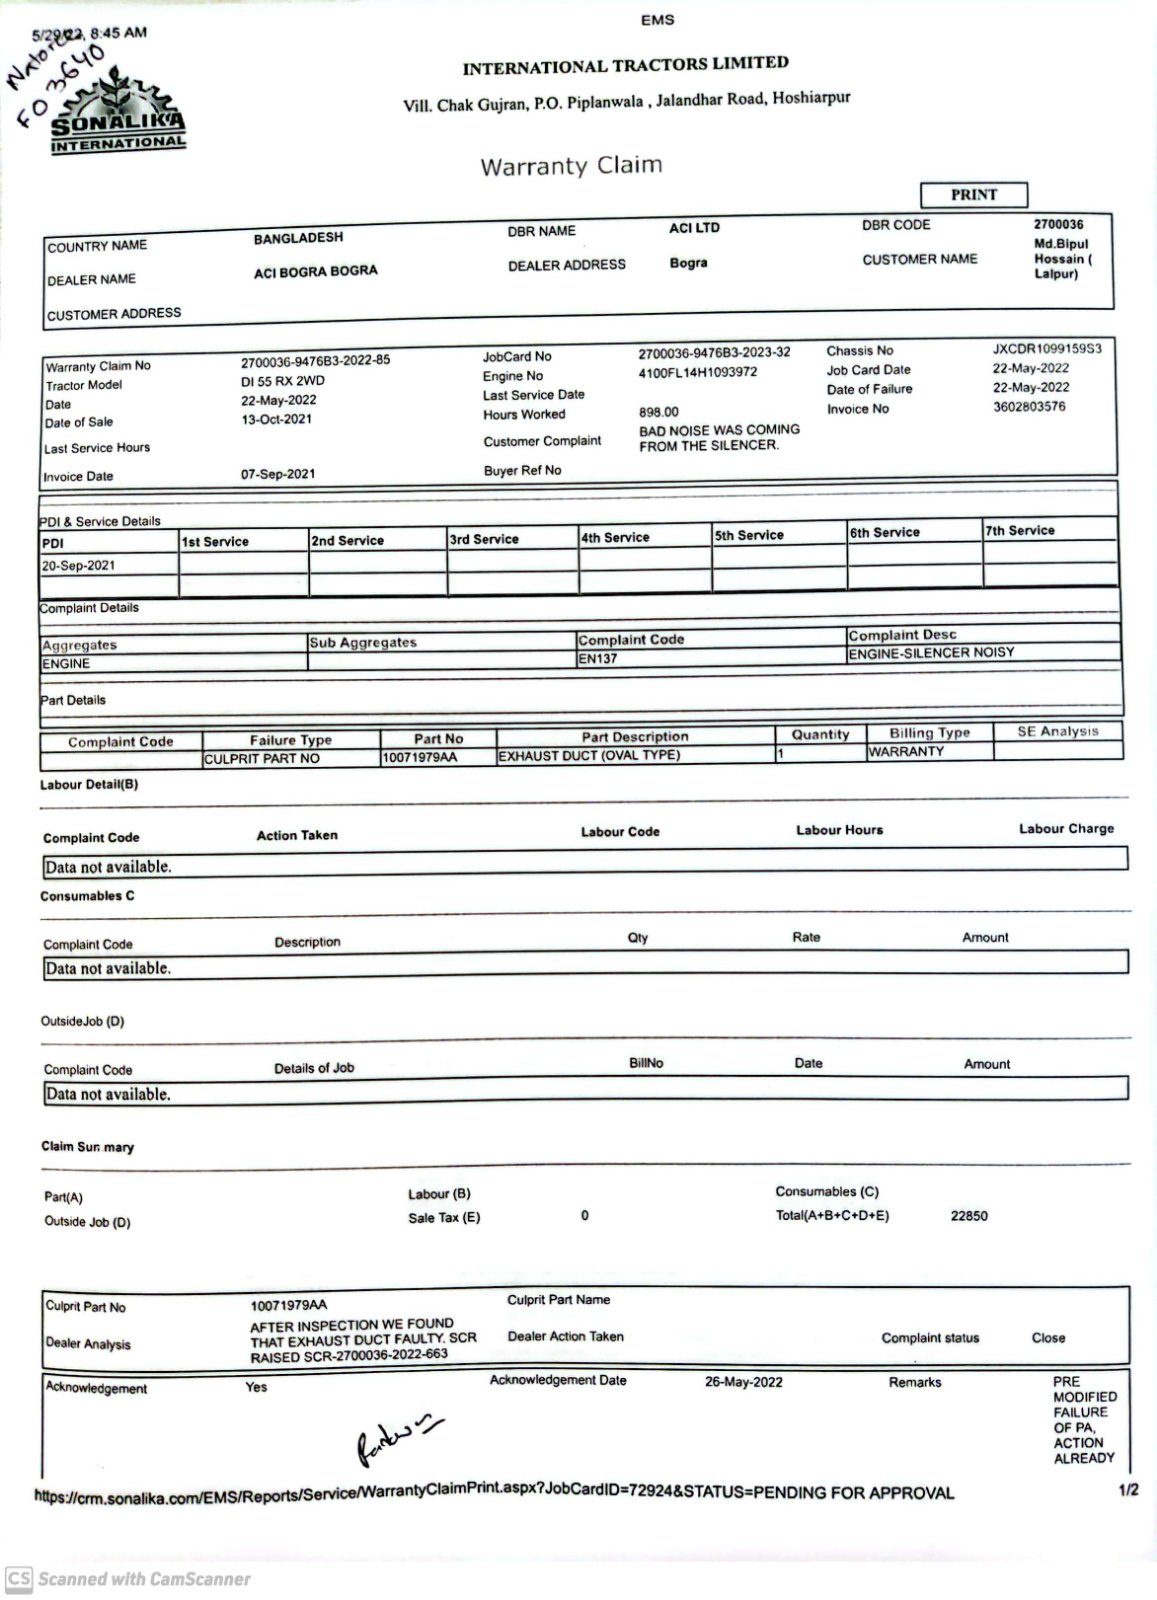 5/29/22, 8:45 AM
EMS
Natore
FO 3640
SONALIKA
INTERNATIONAL
INTERNATIONAL TRACTORS LIMITED
Vill. Chak Gujran, P.O. Piplanwala , Jalandhar Road, Hoshiarpur
Warranty Claim
PRINT
COUNTRY NAME BANGLADESH DBR NAME ACI LTD DBR CODE 2700036
DEALER NAME ACI BOGRA BOGRA DEALER ADDRESS Bogra CUSTOMER NAME Md.Bipul
Hossain (
Lalpur)
CUSTOMER ADDRESS
Warranty Claim No 2700036-9476B3-2022-85 JobCard No 2700036-9476B3-2023-32 Chassis No JXCDR1099159S3
Tractor Model DI 55 RX 2WD Engine No 4100FL14H1093972 Job Card Date 22-May-2022
Date 22-May-2022 Last Service Date Date of Failure 22-May-2022
Date of Sale 13-Oct-2021 Hours Worked 898.00 Invoice No 3602803576
Last Service Hours Customer Complaint BAD NOISE WAS COMING
FROM THE SILENCER.
Invoice Date 07-Sep-2021 Buyer Ref No
PDI & Service Details
PDI 1st Service 2nd Service 3rd Service 4th Service 5th Service 6th Service 7th Service
20-Sep-2021
Complaint Details
Aggregates Sub Aggregates Complaint Code Complaint Desc
ENGINE EN137 ENGINE-SILENCER NOISY
Part Details
Complaint Code Failure Type Part No Part Description Quantity Billing Type SE Analysis
CULPRIT PART NO 10071979AA EXHAUST DUCT (OVAL TYPE) 1 WARRANTY
Labour Detail(B)
Complaint Code Action Taken Labour Code Labour Hours Labour Charge
Data not available.
Consumables C
Complaint Code Description Qty Rate Amount
Data not available.
OutsideJob (D)
Complaint Code Details of Job BillNo Date Amount
Data not available.
Claim Summary
Part(A) Labour (B) Consumables (C)
Outside Job (D) Sale Tax (E) 0 Total(A+B+C+D+E) 22850
Culprit Part No 10071979AA Culprit Part Name
Dealer Analysis AFTER INSPECTION WE FOUND
THAT EXHAUST DUCT FAULTY. SCR
RAISED SCR-2700036-2022-663 Dealer Action Taken Complaint status Close
Acknowledgement Yes Acknowledgement Date 26-May-2022 Remarks PRE
MODIFIED
FAILURE
OF PA,
ACTION
ALREADY
https://crm.sonalika.com/EMS/Reports/Service/WarrantyClaimPrint.aspx?JobCardID=72924&STATUS=PENDING FOR APPROVAL 1/2
CS Scanned with CamScanner